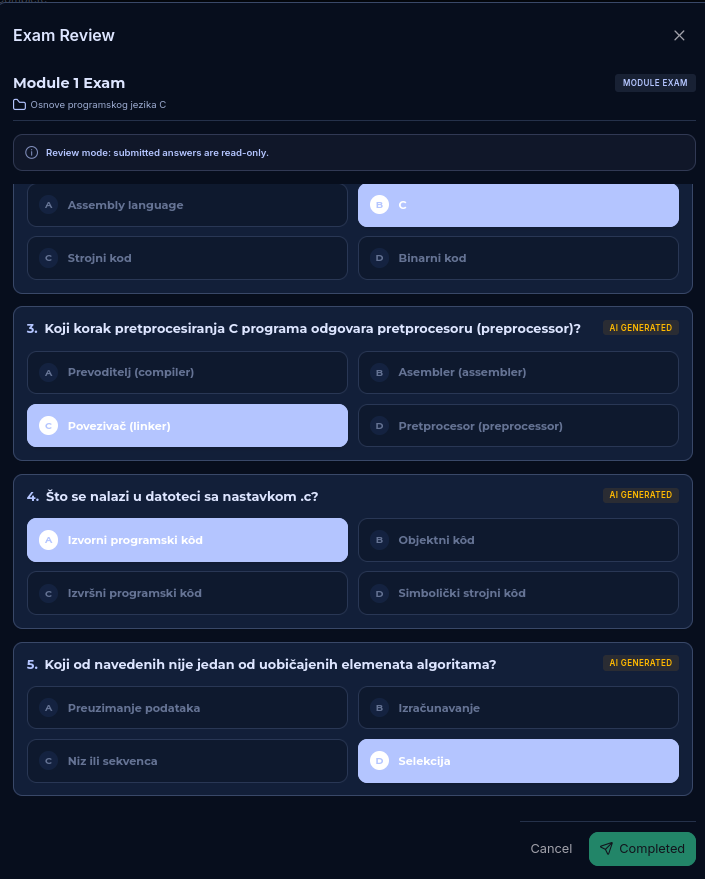 Exam Review
Module 1 Exam
MODULE EXAM
Osnove programskog jezika C
Review mode: submitted answers are read-only.
A Assembly language
B C
C Strojni kod
D Binarni kod
3. Koji korak pretprocesiranja C programa odgovara pretprocesoru (preprocessor)?
AI GENERATED
A Prevoditelj (compiler)
B Asembler (assembler)
C Povezivač (linker)
D Pretprocesor (preprocessor)
4. Što se nalazi u datoteci sa nastavkom .c?
AI GENERATED
A Izvorni programski kôd
B Objektni kôd
C Izvršni programski kôd
D Simbolički strojni kôd
5. Koji od navedenih nije jedan od uobičajenih elemenata algoritama?
AI GENERATED
A Preuzimanje podataka
B Izračunavanje
C Niz ili sekvenca
D Selekcija
Cancel
Completed